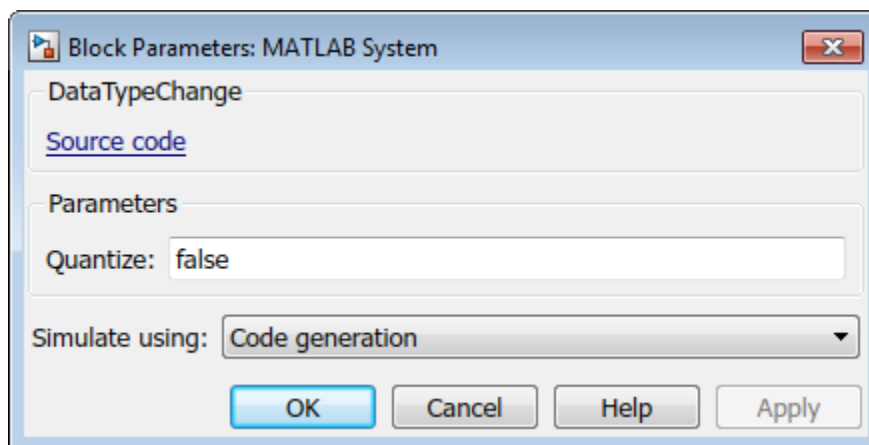 Block Parameters: MATLAB System
DataTypeChange
Source code
Parameters
Quantize: false
Simulate using: Code generation
OK Cancel Help Apply